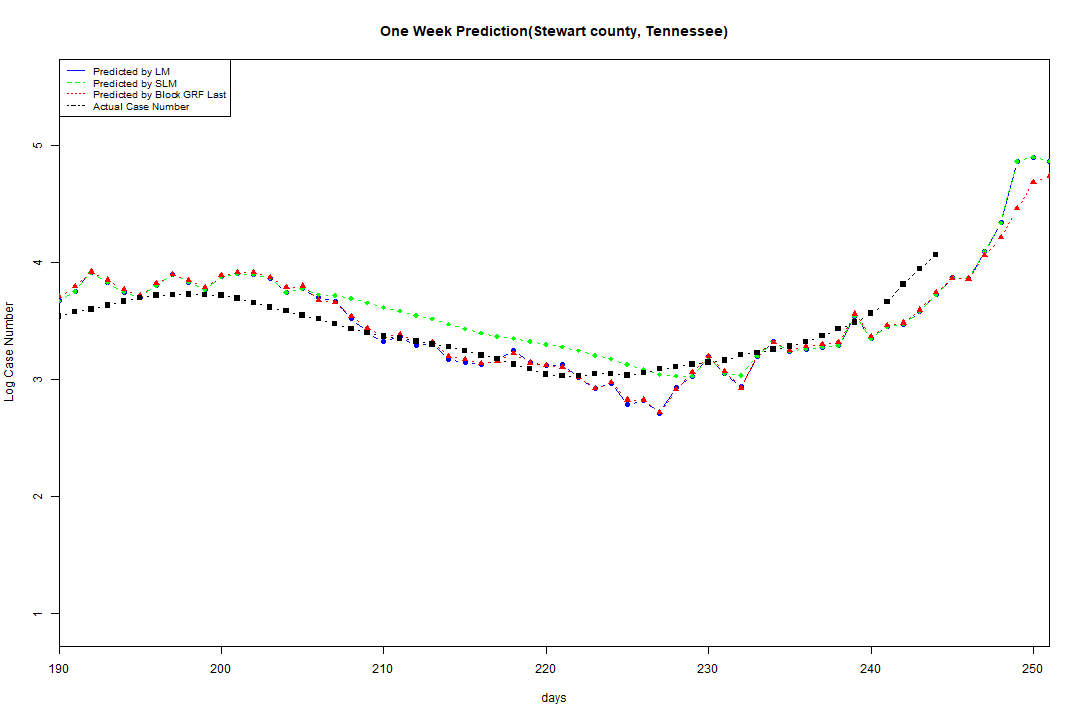 One Week Prediction(Stewart county, Tennessee)
Predicted by LM
Predicted by SLM
Predicted by Block GRF Last
Actual Case Number
5
4
3
2
1
Log Case Number
190 200 210 220 230 240 250
days